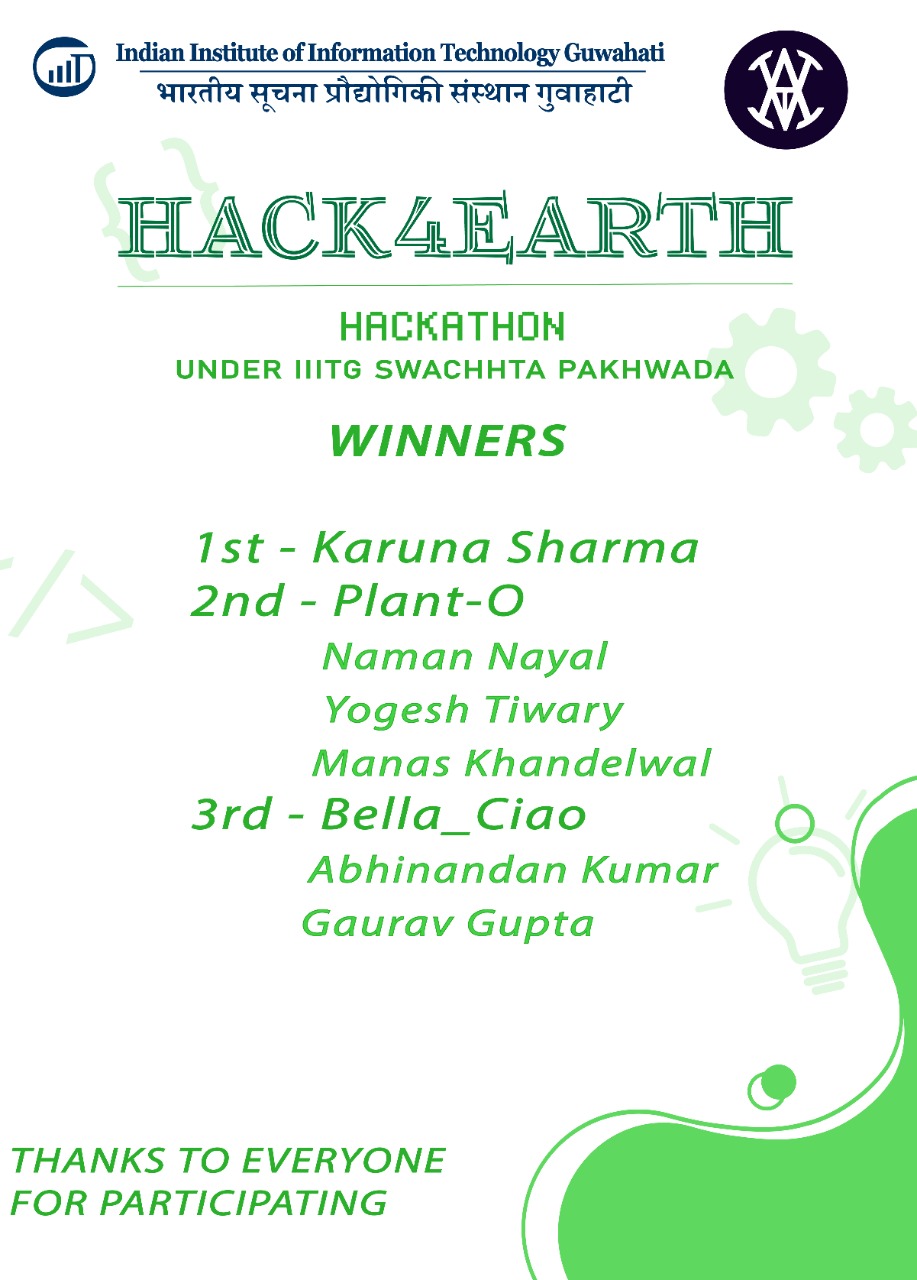 Indian Institute of Information Technology Guwahati
भारतीय सूचना प्रौद्योगिकी संस्थान गुवाहाटी
HACK4EARTH
HACKATHON
UNDER IIITG SWACHHTA PAKHWADA
WINNERS
1st - Karuna Sharma
2nd - Plant-O
Naman Nayal
Yogesh Tiwary
Manas Khandelwal
3rd - Bella_Ciao
Abhinandan Kumar
Gaurav Gupta
THANKS TO EVERYONE
FOR PARTICIPATING